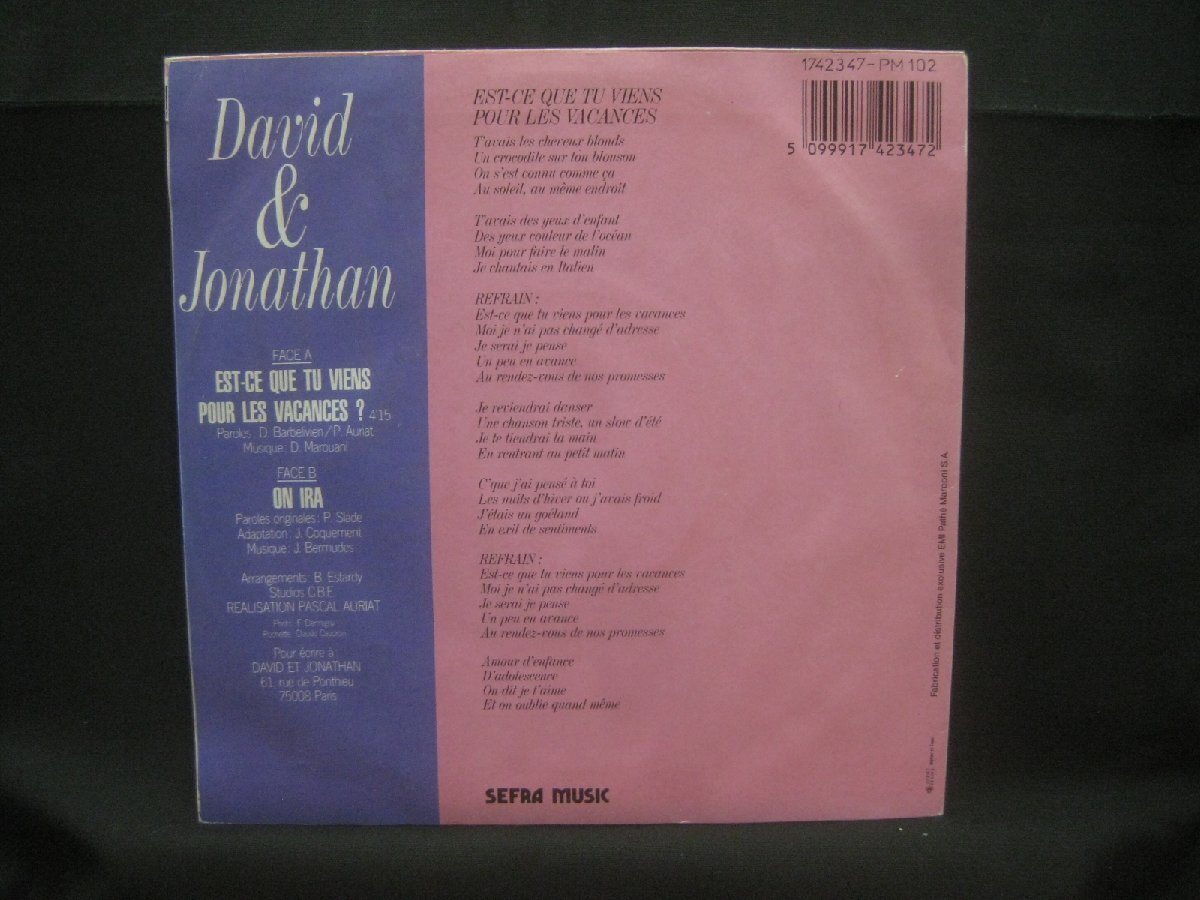 David
&
Jonathan
FACE A
EST-CE QUE TU VIENS
POUR LES VACANCES ? 4'15
Paroles : D. Barbelivien / P. Auriat
Musique : D. Marouani
FACE B
ON IRA
Paroles originales : P. Slade
Adaptation : J. Coquement
Musique : J. Bermudes
Arrangements : B. Estardy
Studios C.B.E.
REALISATION PASCAL AURIAT
Photo : F.
Pochette : Claude Caudron
Pour écrire à :
DAVID ET JONATHAN
61, rue de Ponthieu
75008 Paris
EST-CE QUE TU VIENS
POUR LES VACANCES
T'avais les cheveux blonds
Un crocodile sur ton blouson
On s'est connu comme ça
Au soleil, au même endroit
T'avais des yeux d'enfant
Des yeux couleur de l'océan
Moi pour faire le malin
Je chantais en Italien
REFRAIN :
Est-ce que tu viens pour les vacances
Moi je n'ai pas changé d'adresse
Je serai je pense
Un peu en avance
Au rendez-vous de nos promesses
Je reviendrai danser
Une chanson triste, un slow d'été
Je te tiendrai la main
En rentrant au petit matin
C'que j'ai pensé à toi
Les nuits d'hiver ou j'avais froid
J'étais un goéland
En exil de sentiments
REFRAIN :
Est-ce que tu viens pour les vacances
Moi je n'ai pas changé d'adresse
Je serai je pense
Un peu en avance
Au rendez-vous de nos promesses
Amour d'enfance
D'adolescence
On dit je t'aime
Et on oublie quand même
SEFRA MUSIC
1742347-PM 102
5 099917 423472
Fabrication et distribution exclusive EMI Pathé Marconi S.A.